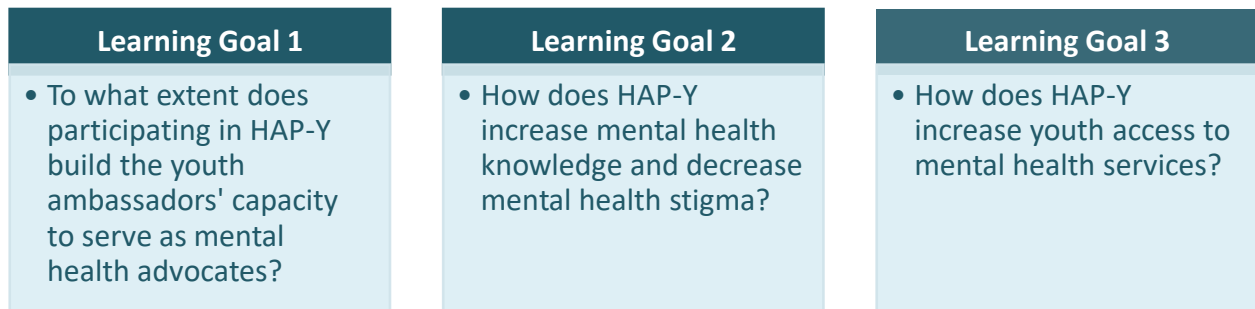 Learning Goal 1
• To what extent does
participating in HAP-Y
build the youth
ambassadors' capacity
to serve as mental
health advocates?
Learning Goal 2
• How does HAP-Y
increase mental health
knowledge and decrease
mental health stigma?
Learning Goal 3
• How does HAP-Y
increase youth access to
mental health services?